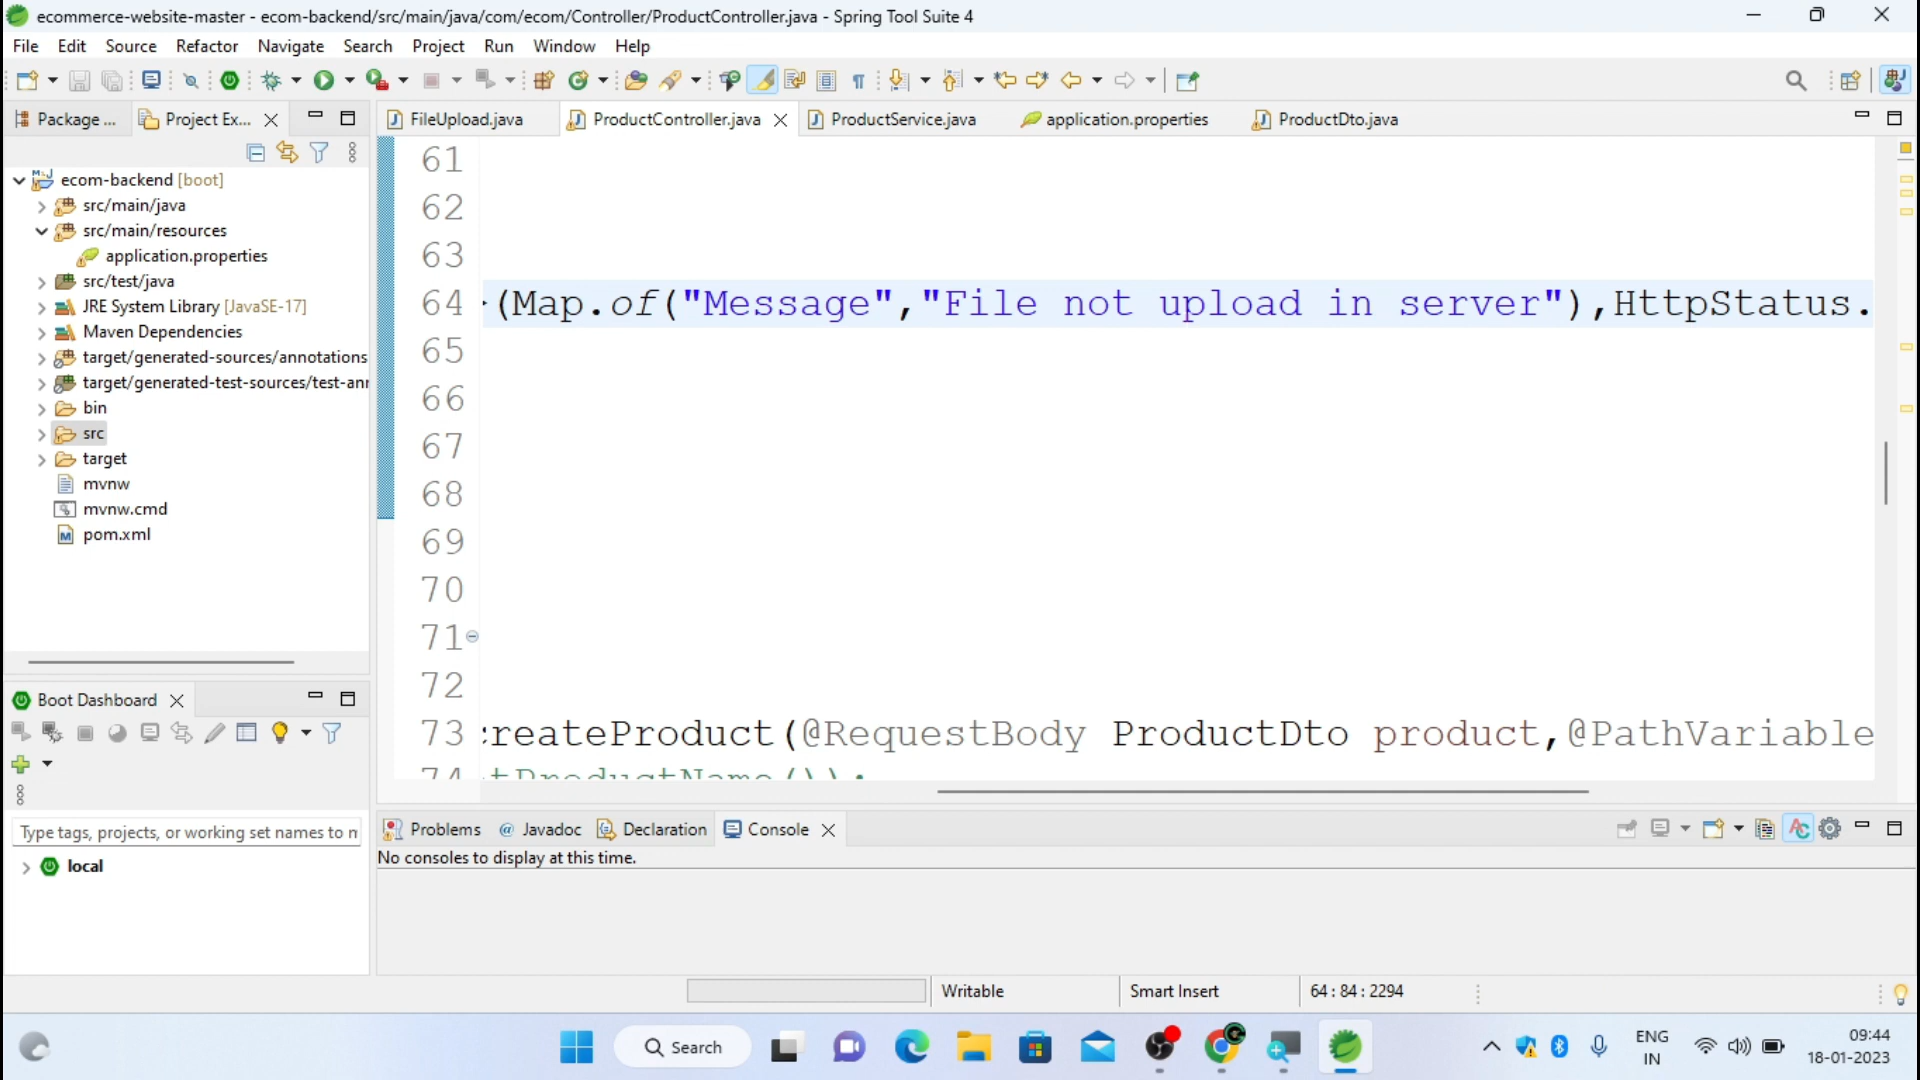 ecommerce-website-master - ecom-backend/src/main/java/com/ecom/Controller/ProductController.java - Spring Tool Suite 4
File Edit Source Refactor Navigate Search Project Run Window Help
Package ... Project Ex...
FileUpload.java ProductController.java ProductService.java application.properties ProductDto.java
ecom-backend [boot]
src/main/java
src/main/resources
application.properties
src/test/java
JRE System Library [JavaSE-17]
Maven Dependencies
target/generated-sources/annotations
target/generated-test-sources/test-ann
bin
src
target
mvnw
mvnw.cmd
pom.xml
61
62
63
64 (Map.of("Message","File not upload in server"),HttpStatus.
65
66
67
68
69
70
71
72
73 createProduct(@RequestBody ProductDto product,@PathVariable
74 tProductName());
Boot Dashboard
Type tags, projects, or working set names to m
local
Problems @ Javadoc Declaration Console
No consoles to display at this time.
Writable Smart Insert 64 : 84 : 2294
Search
ENG
IN
09:44
18-01-2023